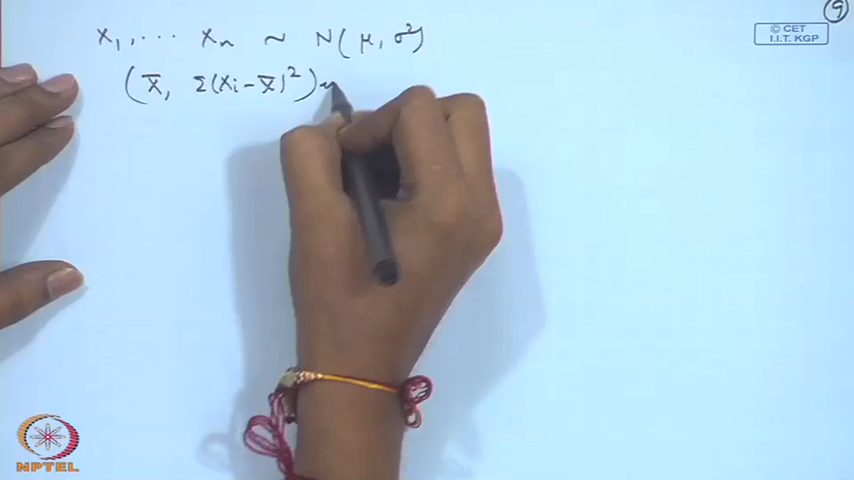 9
© CET
I.I.T. KGP
X₁, ... Xₙ ~ N(μ, σ²)
(X̄, Σ(Xi-X̄)²)
NPTEL